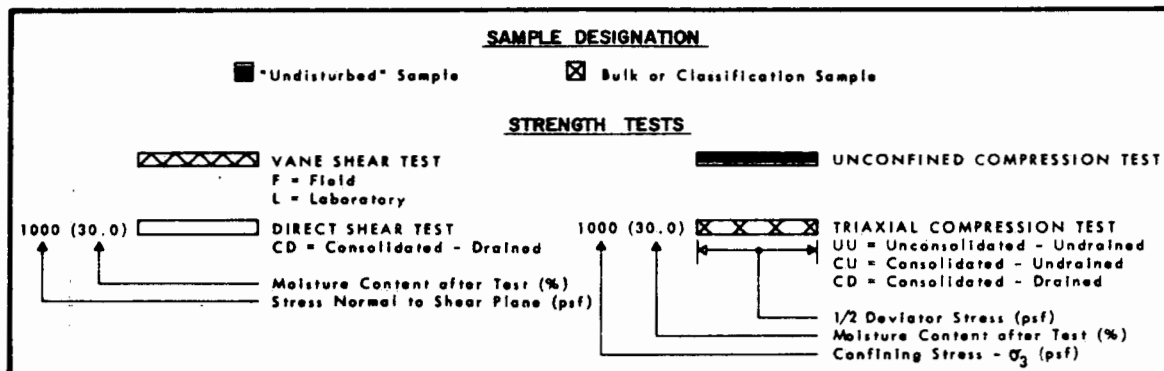 SAMPLE DESIGNATION
"Undisturbed" Sample
Bulk or Classification Sample
STRENGTH TESTS
VANE SHEAR TEST
F = Field
L = Laboratory
1000 (30.0)
DIRECT SHEAR TEST
CD = Consolidated - Drained
Moisture Content after Test (%)
Stress Normal to Shear Plane (psf)
UNCONFINED COMPRESSION TEST
1000 (30.0)
TRIAXIAL COMPRESSION TEST
UU = Unconsolidated - Undrained
CU = Consolidated - Undrained
CD = Consolidated - Drained
1/2 Deviator Stress (psf)
Moisture Content after Test (%)
Confining Stress - σ3 (psf)